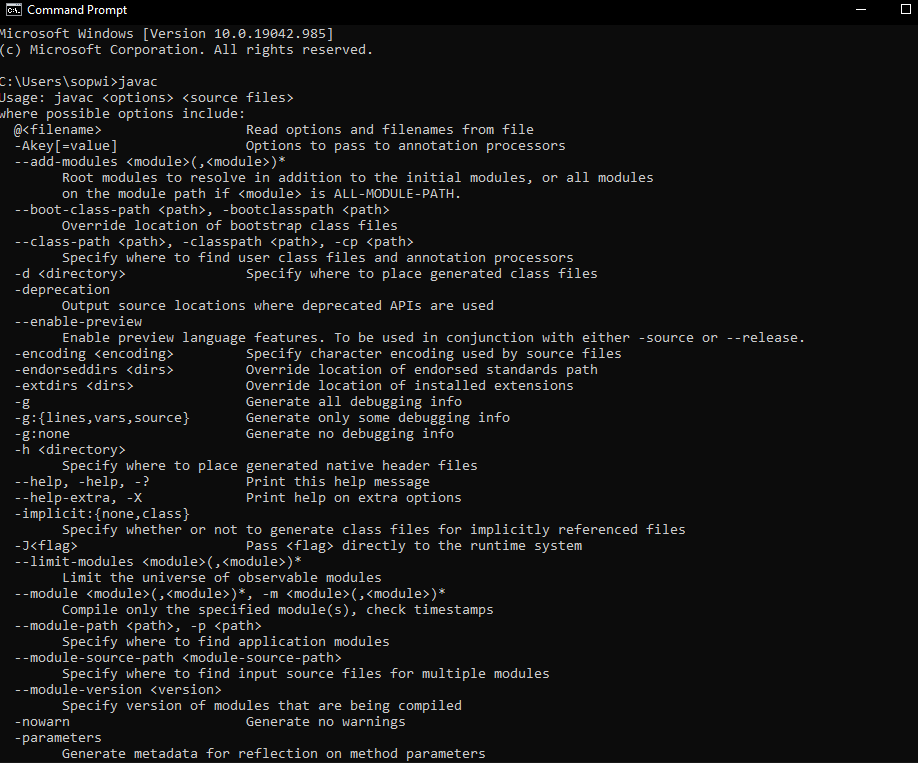 Command Prompt
Microsoft Windows [Version 10.0.19042.985]
(c) Microsoft Corporation. All rights reserved.
C:\Users\sopwi>javac
Usage: javac <options> <source files>
where possible options include:
@<filename> Read options and filenames from file
-Akey[=value] Options to pass to annotation processors
--add-modules <module>(,<module>)*
Root modules to resolve in addition to the initial modules, or all modules
on the module path if <module> is ALL-MODULE-PATH.
--boot-class-path <path>, -bootclasspath <path>
Override location of bootstrap class files
--class-path <path>, -classpath <path>, -cp <path>
Specify where to find user class files and annotation processors
-d <directory> Specify where to place generated class files
-deprecation
Output source locations where deprecated APIs are used
--enable-preview
Enable preview language features. To be used in conjunction with either -source or --release.
-encoding <encoding> Specify character encoding used by source files
-endorseddirs <dirs> Override location of endorsed standards path
-extdirs <dirs> Override location of installed extensions
-g Generate all debugging info
-g:{lines,vars,source} Generate only some debugging info
-g:none Generate no debugging info
-h <directory>
Specify where to place generated native header files
--help, -help, -? Print this help message
--help-extra, -X Print help on extra options
-implicit:{none,class}
Specify whether or not to generate class files for implicitly referenced files
-J<flag> Pass <flag> directly to the runtime system
--limit-modules <module>(,<module>)*
Limit the universe of observable modules
--module <module>(,<module>)*, -m <module>(,<module>)*
Compile only the specified module(s), check timestamps
--module-path <path>, -p <path>
Specify where to find application modules
--module-source-path <module-source-path>
Specify where to find input source files for multiple modules
--module-version <version>
Specify version of modules that are being compiled
-nowarn Generate no warnings
-parameters
Generate metadata for reflection on method parameters